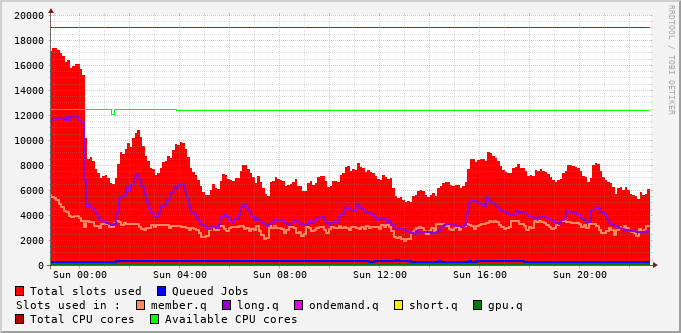 20000
18000
16000
14000
12000
10000
8000
6000
4000
2000
0
Sun 00:00 Sun 04:00 Sun 08:00 Sun 12:00 Sun 16:00 Sun 20:00
RRDTOOL / TOBI OETIKER
Total slots used Queued Jobs
Slots used in : member.q long.q ondemand.q short.q gpu.q
Total CPU cores Available CPU cores